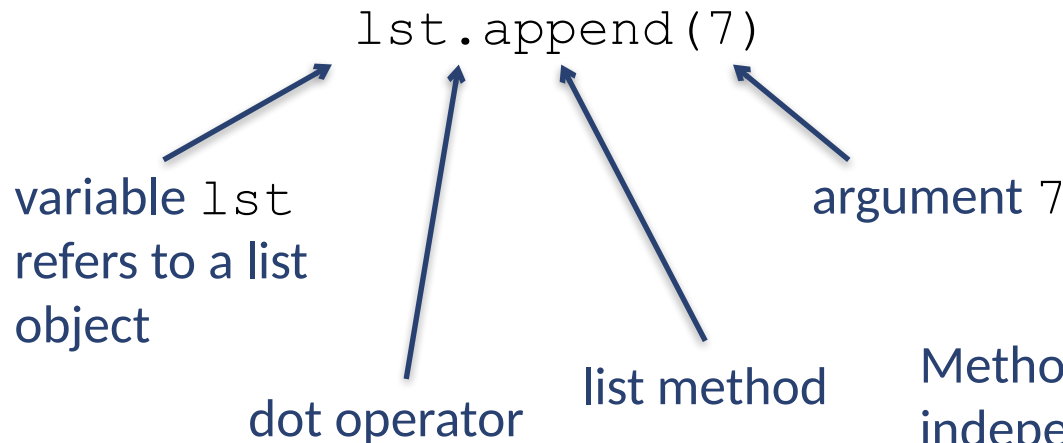 lst.append(7)
variable lst
refers to a list
object
argument 7
dot operator
list method